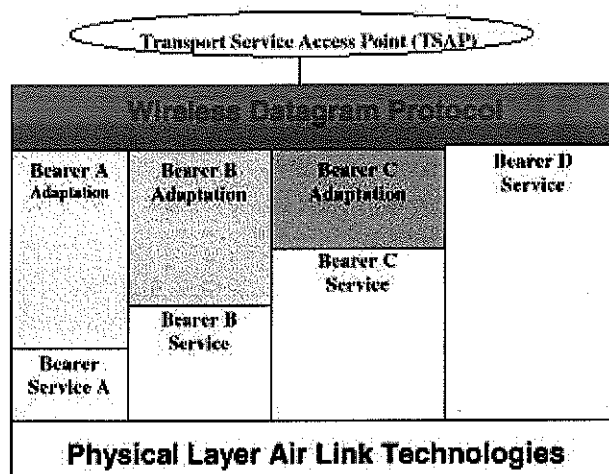 Transport Service Access Point (TSAP)
Wireless Datagram Protocol
Bearer A
Adaptation
Bearer B
Adaptation
Bearer C
Adaptation
Bearer D
Service
Bearer C
Service
Bearer B
Service
Bearer
Service A
Physical Layer Air Link Technologies